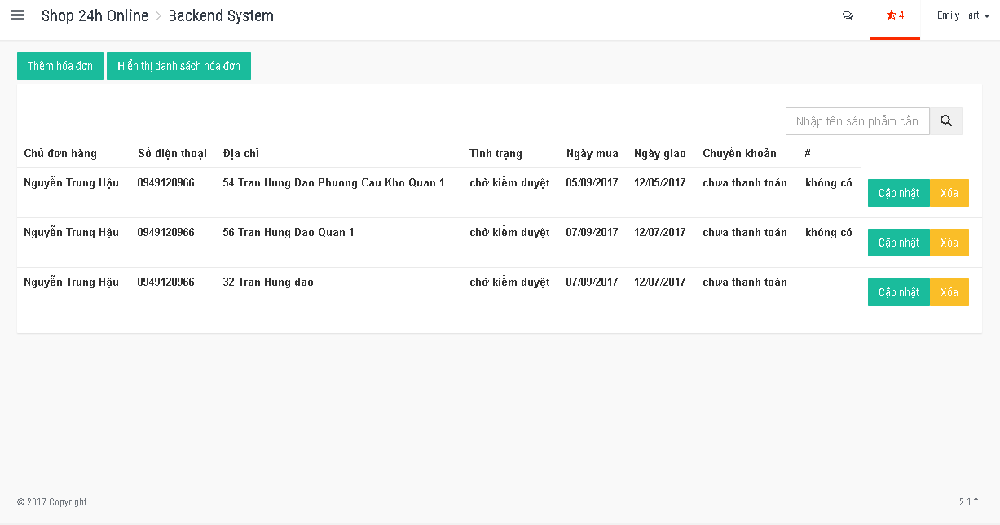 Shop 24h Online > Backend System
4
Emily Hart
Thêm hóa đơn Hiển thị danh sách hóa đơn
Nhập tên sản phẩm cần
Chủ đơn hàng Số điện thoại Địa chỉ Tình trạng Ngày mua Ngày giao Chuyển khoản #
Nguyễn Trung Hậu 0949120966 54 Tran Hung Dao Phuong Cau Kho Quan 1 chờ kiểm duyệt 05/09/2017 12/05/2017 chưa thanh toán không có Cập nhật Xóa
Nguyễn Trung Hậu 0949120966 56 Tran Hung Dao Quan 1 chờ kiểm duyệt 07/09/2017 12/07/2017 chưa thanh toán không có Cập nhật Xóa
Nguyễn Trung Hậu 0949120966 32 Tran Hung dao chờ kiểm duyệt 07/09/2017 12/07/2017 chưa thanh toán Cập nhật Xóa
© 2017 Copyright. 2.1↑